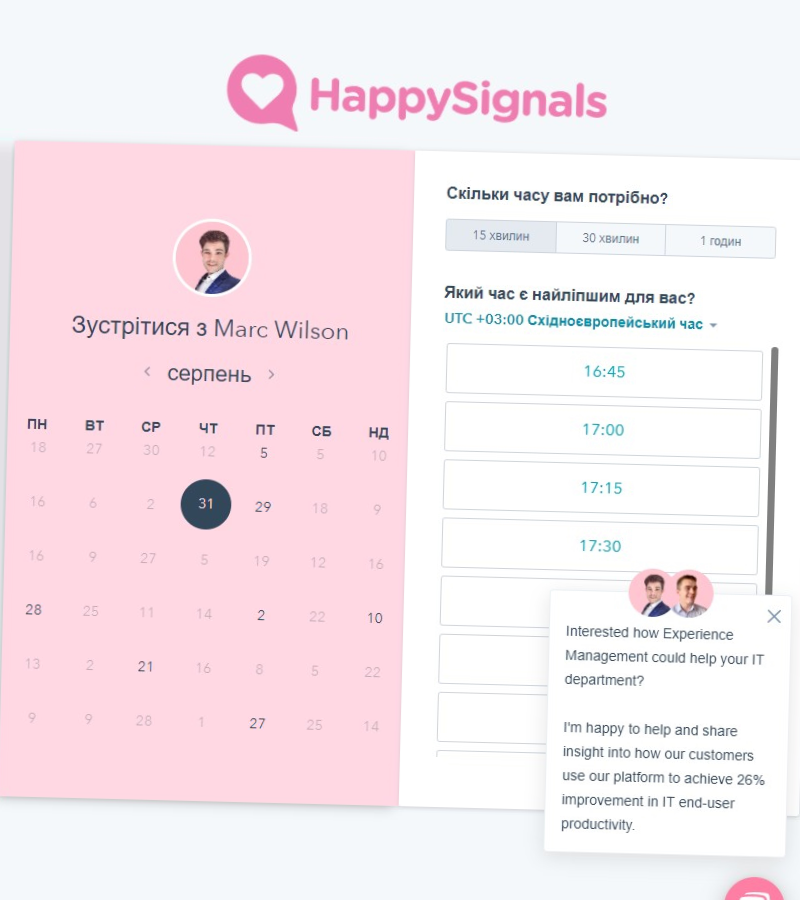 HappySignals
Зустрітися з Marc Wilson
серпень
ПН ВТ СР ЧТ ПТ СБ НД
18 27 30 12 5 5 10
16 6 2 31 29 18 9
16 9 27 5 19 12 16
28 25 11 14 2 22 10
13 2 21 16 8 5 22
9 9 28 1 27 25 14
Скільки часу вам потрібно?
15 хвилин 30 хвилин 1 годин
Який час є найліпшим для вас?
UTC +03:00 Східноєвропейський час
16:45
17:00
17:15
17:30
Interested how Experience
Management could help your IT
department?
I'm happy to help and share
insight into how our customers
use our platform to achieve 26%
improvement in IT end-user
productivity.